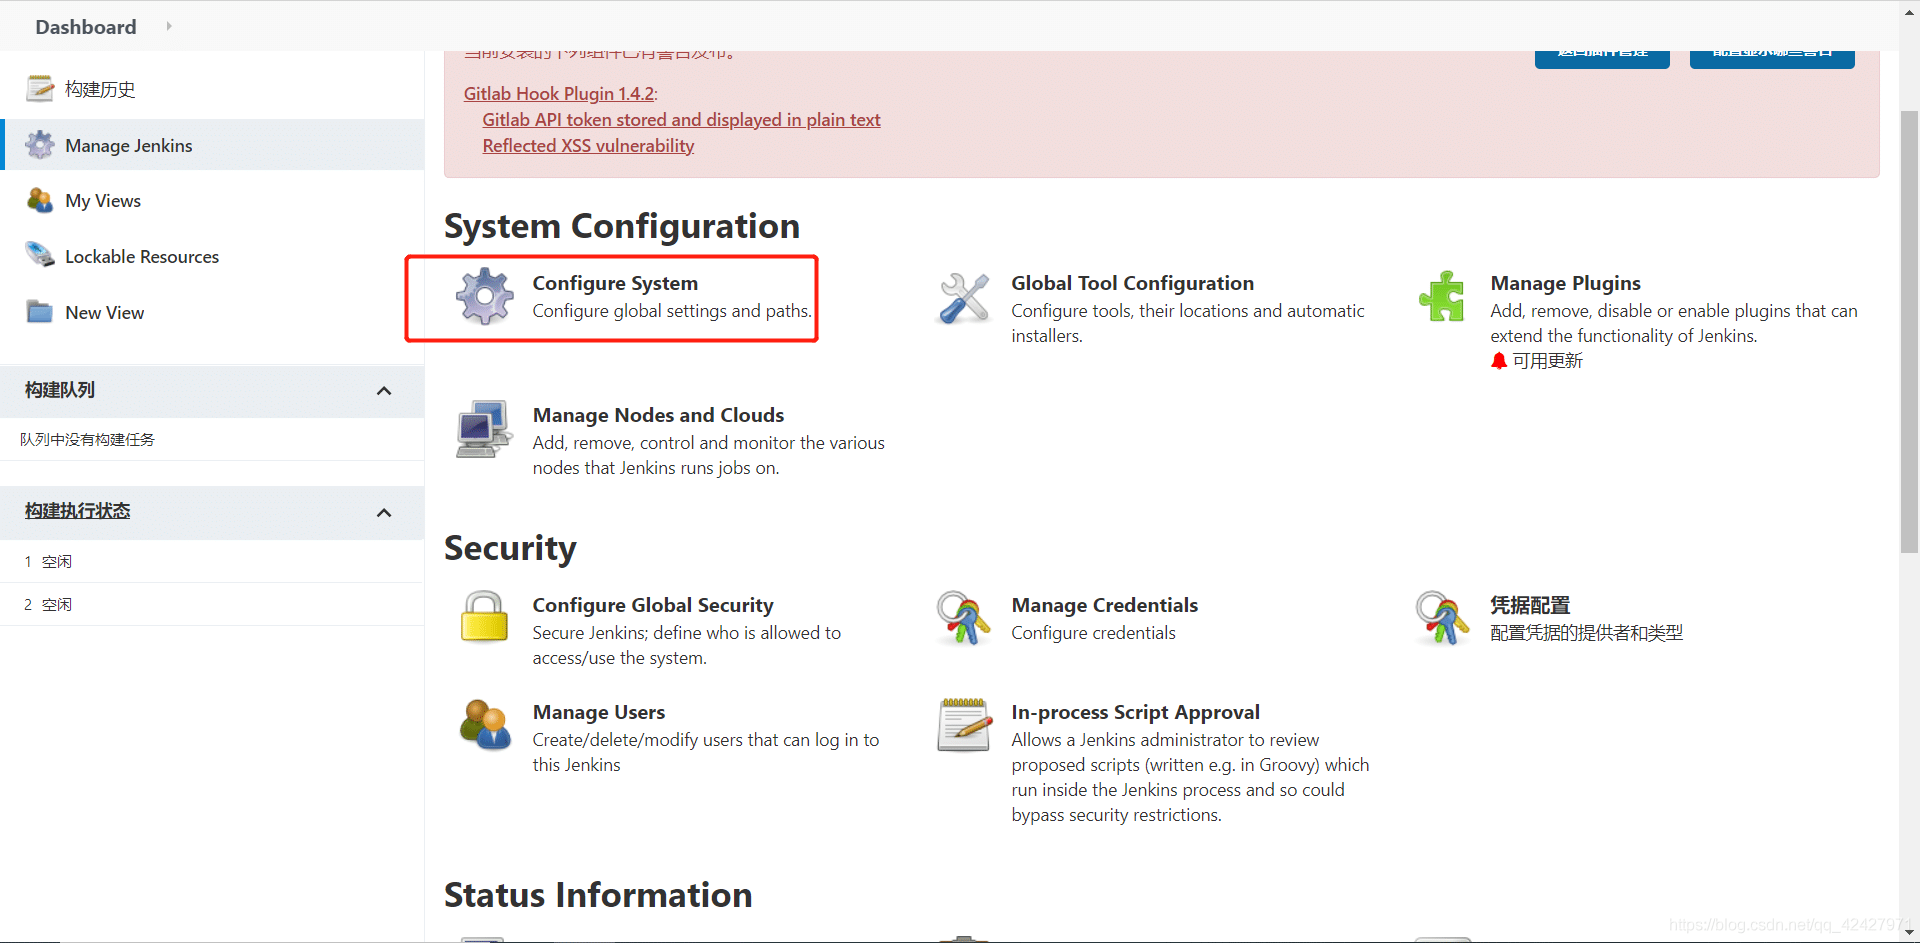 Dashboard
构建历史
Manage Jenkins
My Views
Lockable Resources
New View
构建队列
队列中没有构建任务
构建执行状态
1 空闲
2 空闲
Gitlab Hook Plugin 1.4.2:
Gitlab API token stored and displayed in plain text
Reflected XSS vulnerability
System Configuration
Configure System
Configure global settings and paths.
Global Tool Configuration
Configure tools, their locations and automatic
installers.
Manage Plugins
Add, remove, disable or enable plugins that can
extend the functionality of Jenkins.
可用更新
Manage Nodes and Clouds
Add, remove, control and monitor the various
nodes that Jenkins runs jobs on.
Security
Configure Global Security
Secure Jenkins; define who is allowed to
access/use the system.
Manage Credentials
Configure credentials
凭据配置
配置凭据的提供者和类型
Manage Users
Create/delete/modify users that can log in to
this Jenkins
In-process Script Approval
Allows a Jenkins administrator to review
proposed scripts (written e.g. in Groovy) which
run inside the Jenkins process and so could
bypass security restrictions.
Status Information
https://blog.csdn.net/qq_42427971